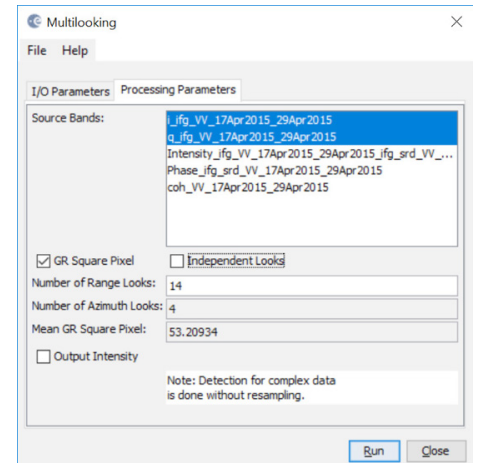 Multilooking
File Help
I/O Parameters Processing Parameters
Source Bands:
i_ifg_VV_17Apr2015_29Apr2015
q_ifg_VV_17Apr2015_29Apr2015
Intensity_ifg_VV_17Apr2015_29Apr2015_ifg_srd_VV_...
Phase_ifg_srd_VV_17Apr2015_29Apr2015
coh_VV_17Apr2015_29Apr2015
GR Square Pixel Independent Looks
Number of Range Looks: 14
Number of Azimuth Looks: 4
Mean GR Square Pixel: 53.20934
Output Intensity
Note: Detection for complex data
is done without resampling.
Run Close